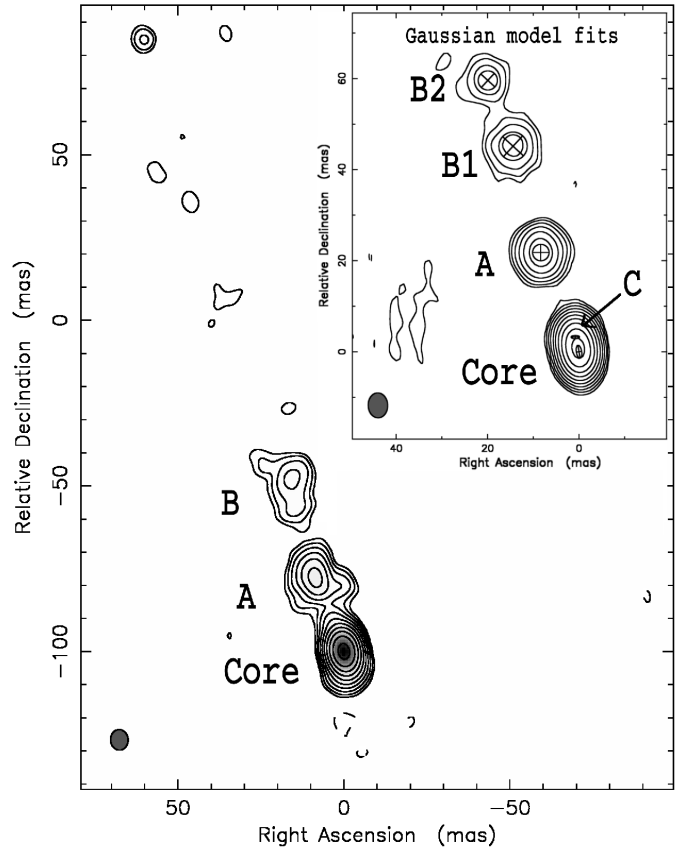 Gaussian model fits
B2
B1
A
C
Core
60
40
20
0
Relative Declination (mas)
40
20
0
Right Ascension (mas)
B
A
Core
50
0
−50
−100
Relative Declination (mas)
50
0
−50
Right Ascension (mas)